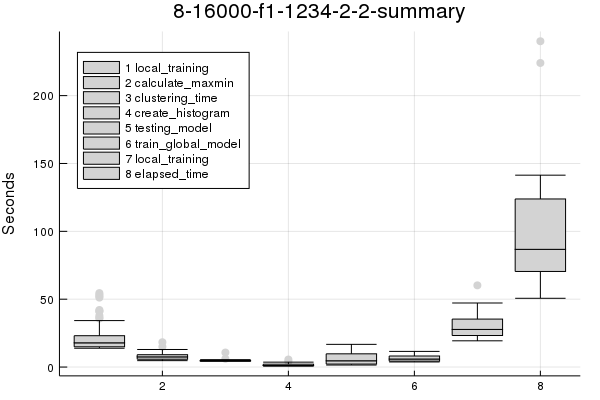 8-16000-f1-1234-2-2-summary
Seconds
200
150
100
50
0
1 local_training
2 calculate_maxmin
3 clustering_time
4 create_histogram
5 testing_model
6 train_global_model
7 local_training
8 elapsed_time
2
4
6
8